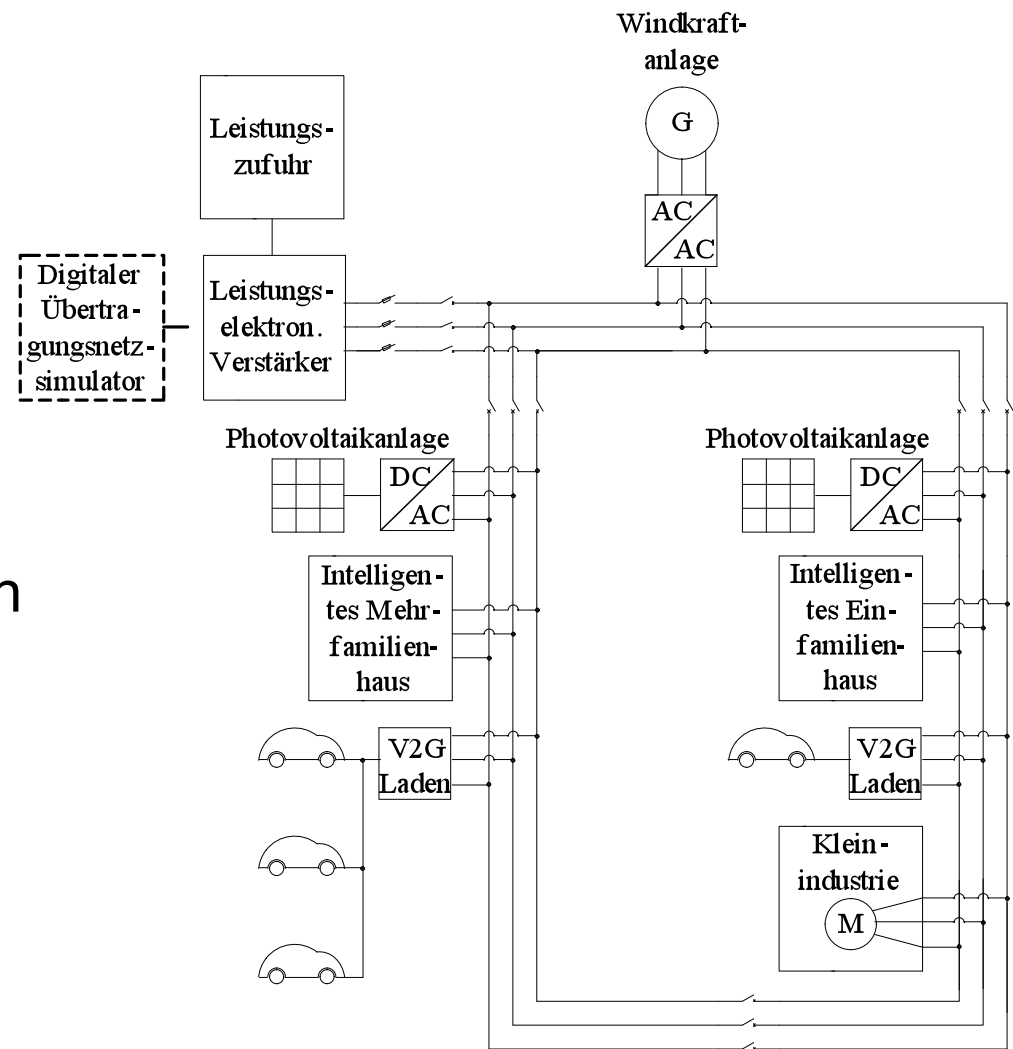 Windkraft-
anlage
G
AC
AC
Leistungs-
zufuhr
Digitaler
Übertra-
gungsnetz-
simulator
Leistungs-
elektron.
Verstärker
Photovoltaikanlage
DC
AC
Photovoltaikanlage
DC
AC
n
Intelligen-
tes Mehr-
familien-
haus
Intelligen-
tes Ein-
familien-
haus
V2G
Laden
V2G
Laden
Klein-
industrie
M